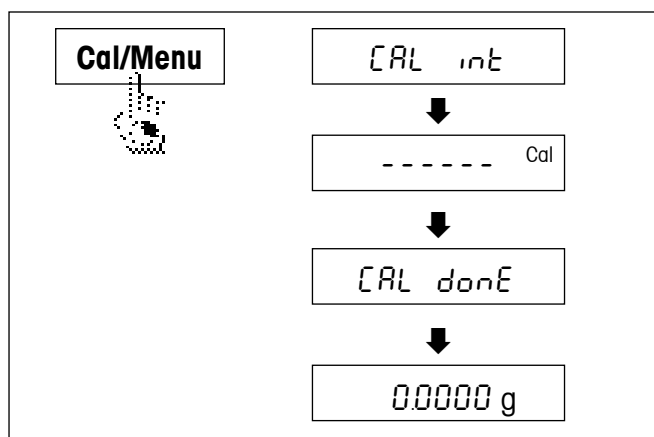 Cal/Menu
CAL int
------ Cal
CAL donE
0.0000 g